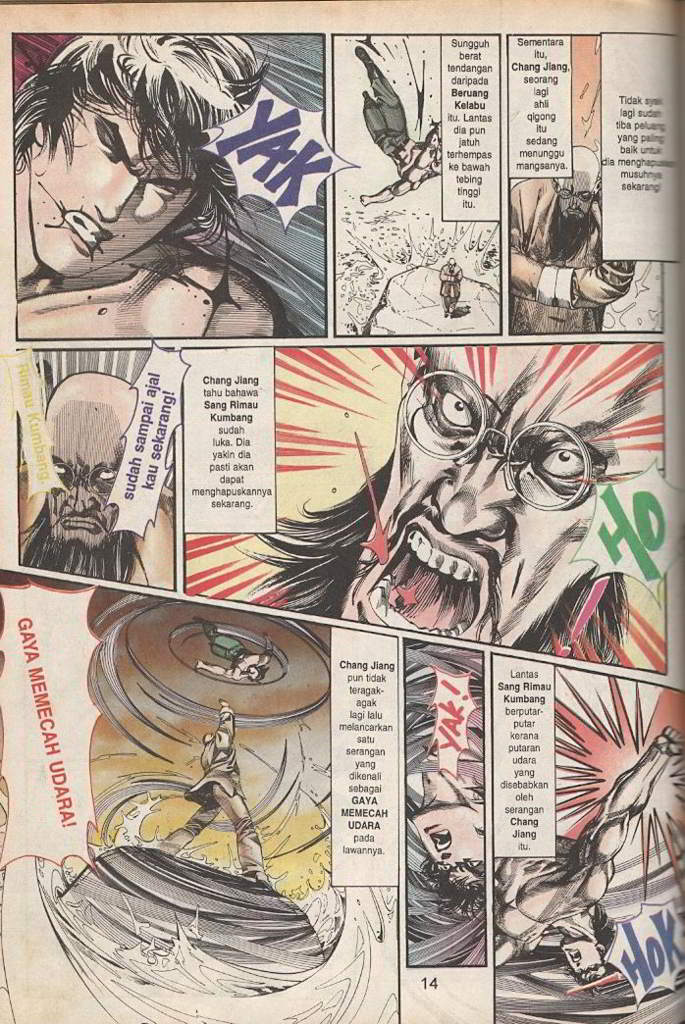 YAK
Sungguh
berat
tendangan
daripada
Beruang
Kelabu
itu. Lantas
dia pun
jatuh
terhempas
ke bawah
tebing
tinggi
itu.
Sementara
itu,
Chang Jiang,
seorang
lagi
ahli
qigong
itu
sedang
menunggu
mangsanya.
Tidak syak
lagi sudah
tiba peluang
yang paling
baik untuk
dia menghapuskan
musuhnya
sekarang!
Rimau Kumbang.
sudah sampai ajal
kau sekarang!
Chang Jiang
tahu bahawa
Sang Rimau
Kumbang
sudah
luka. Dia
yakin dia
pasti akan
dapat
menghapuskannya
sekarang.
HO
GAYA MEMECAH UDARA!
Chang Jiang
pun tidak
teragak-
agak
lagi lalu
melancarkan
satu
serangan
yang
dikenali
sebagai
GAYA
MEMECAH
UDARA
pada
lawannya.
YAK!
Lantas
Sang Rimau
Kumbang
berputar-
putar
kerana
putaran
udara
yang
disebabkan
oleh
serangan
Chang
Jiang
itu.
HOK
14